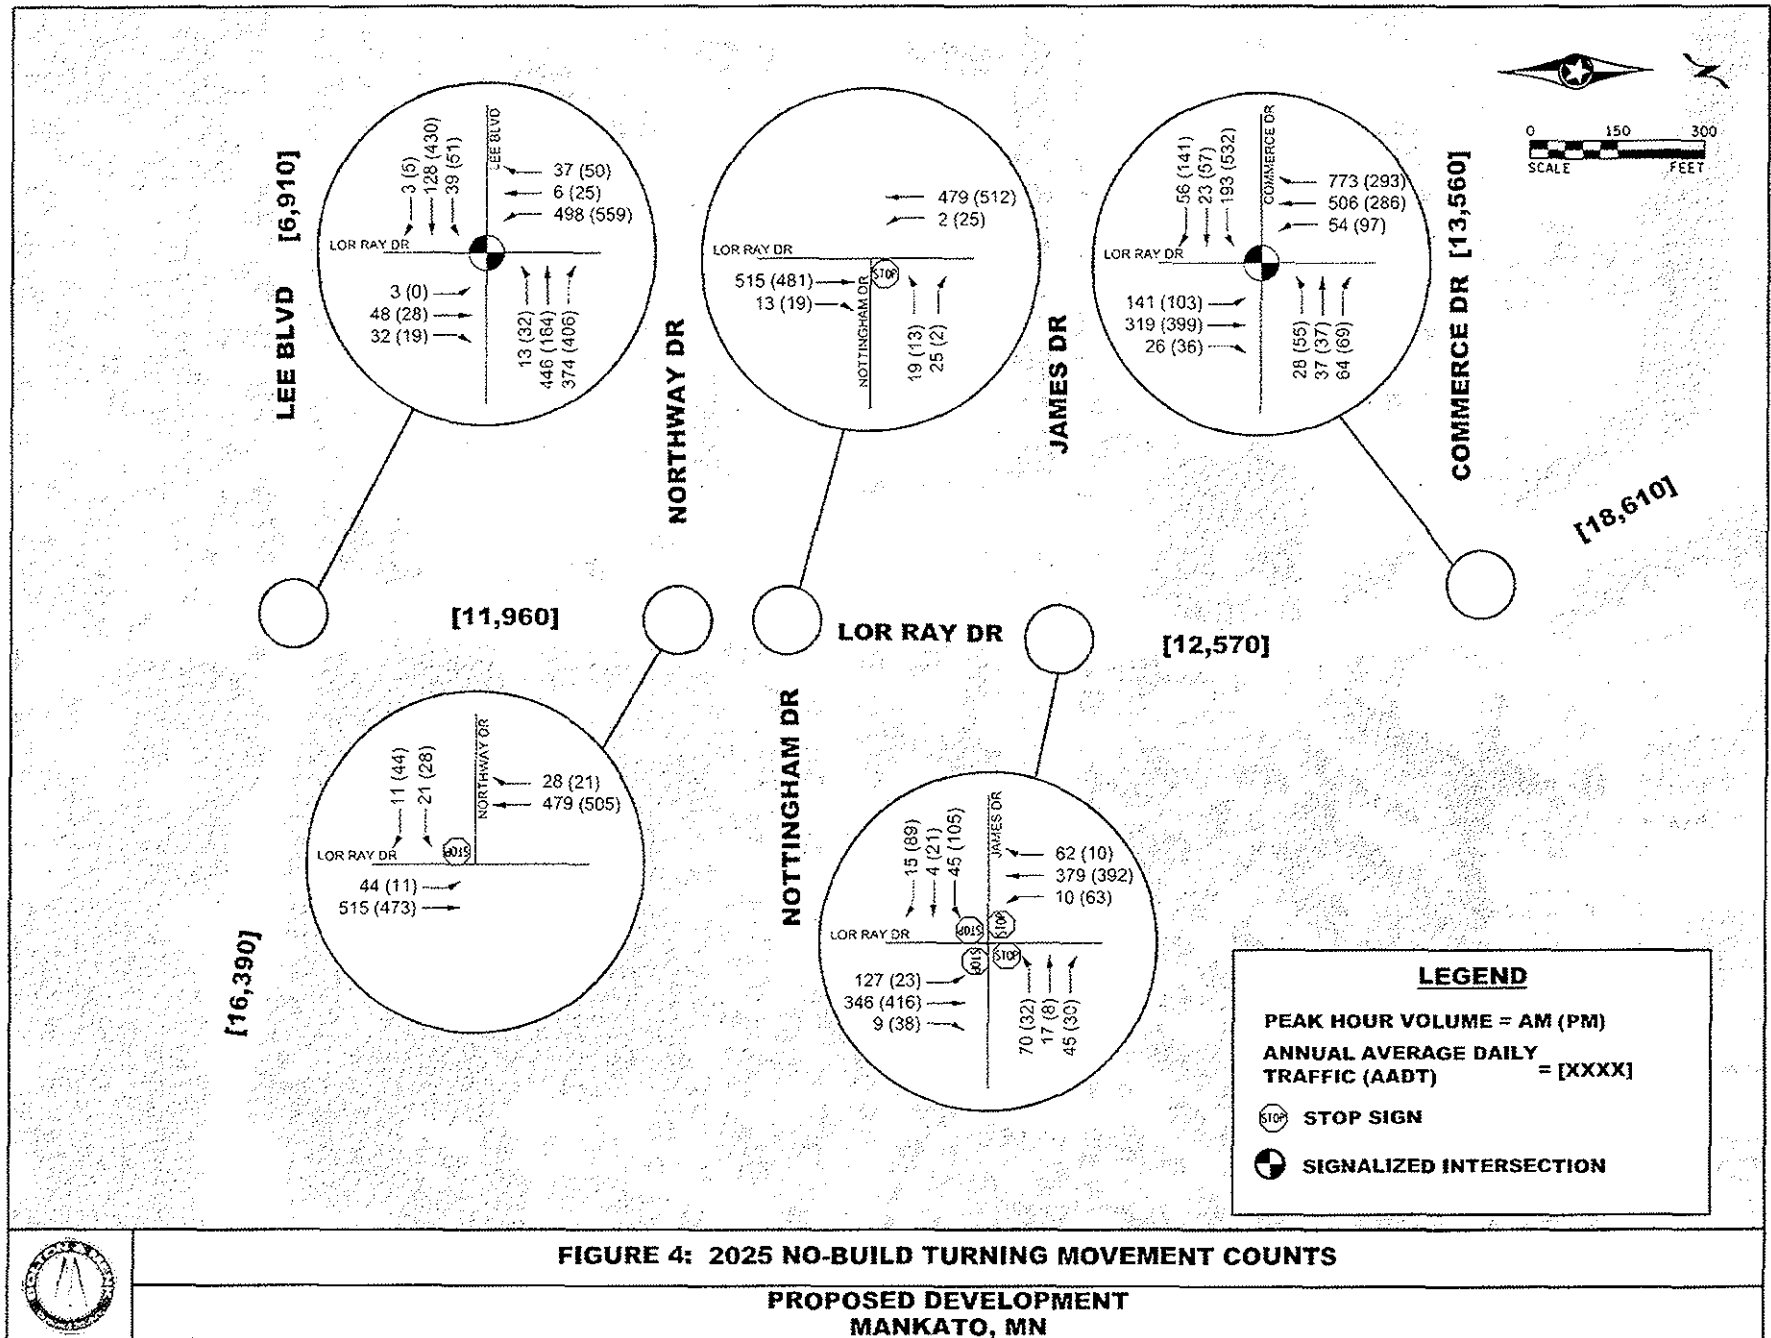 LEE BLVD [6,910]
3 (5)
128 (430)
39 (51)
LEE BLVD
37 (50)
6 (25)
498 (559)
LOR RAY DR
3 (0)
48 (28)
32 (19)
13 (32)
446 (164)
374 (406)
NORTHWAY DR
479 (512)
2 (25)
LOR RAY DR
STOP
515 (481)
13 (19)
NOTTINGHAM DR
19 (13)
25 (2)
JAMES DR
56 (141)
23 (57)
193 (532)
COMMERCE DR
773 (293)
506 (286)
54 (97)
LOR RAY DR
141 (103)
319 (399)
26 (36)
28 (55)
37 (37)
64 (69)
COMMERCE DR [13,560]
0 150 300
SCALE FEET
[18,610]
[11,960]
LOR RAY DR
[12,570]
11 (44)
21 (28)
NORTHWAY DR
28 (21)
479 (505)
LOR RAY DR
STOP
44 (11)
515 (473)
[16,390]
NOTTINGHAM DR
15 (89)
4 (21)
45 (105)
JAMES DR
62 (10)
379 (392)
10 (63)
LOR RAY DR
STOP
STOP
STOP
STOP
127 (23)
346 (416)
9 (38)
70 (32)
17 (8)
45 (30)
LEGEND
PEAK HOUR VOLUME = AM (PM)
ANNUAL AVERAGE DAILY
TRAFFIC (AADT) = [XXXX]
STOP STOP SIGN
SIGNALIZED INTERSECTION
FIGURE 4: 2025 NO-BUILD TURNING MOVEMENT COUNTS
PROPOSED DEVELOPMENT
MANKATO, MN